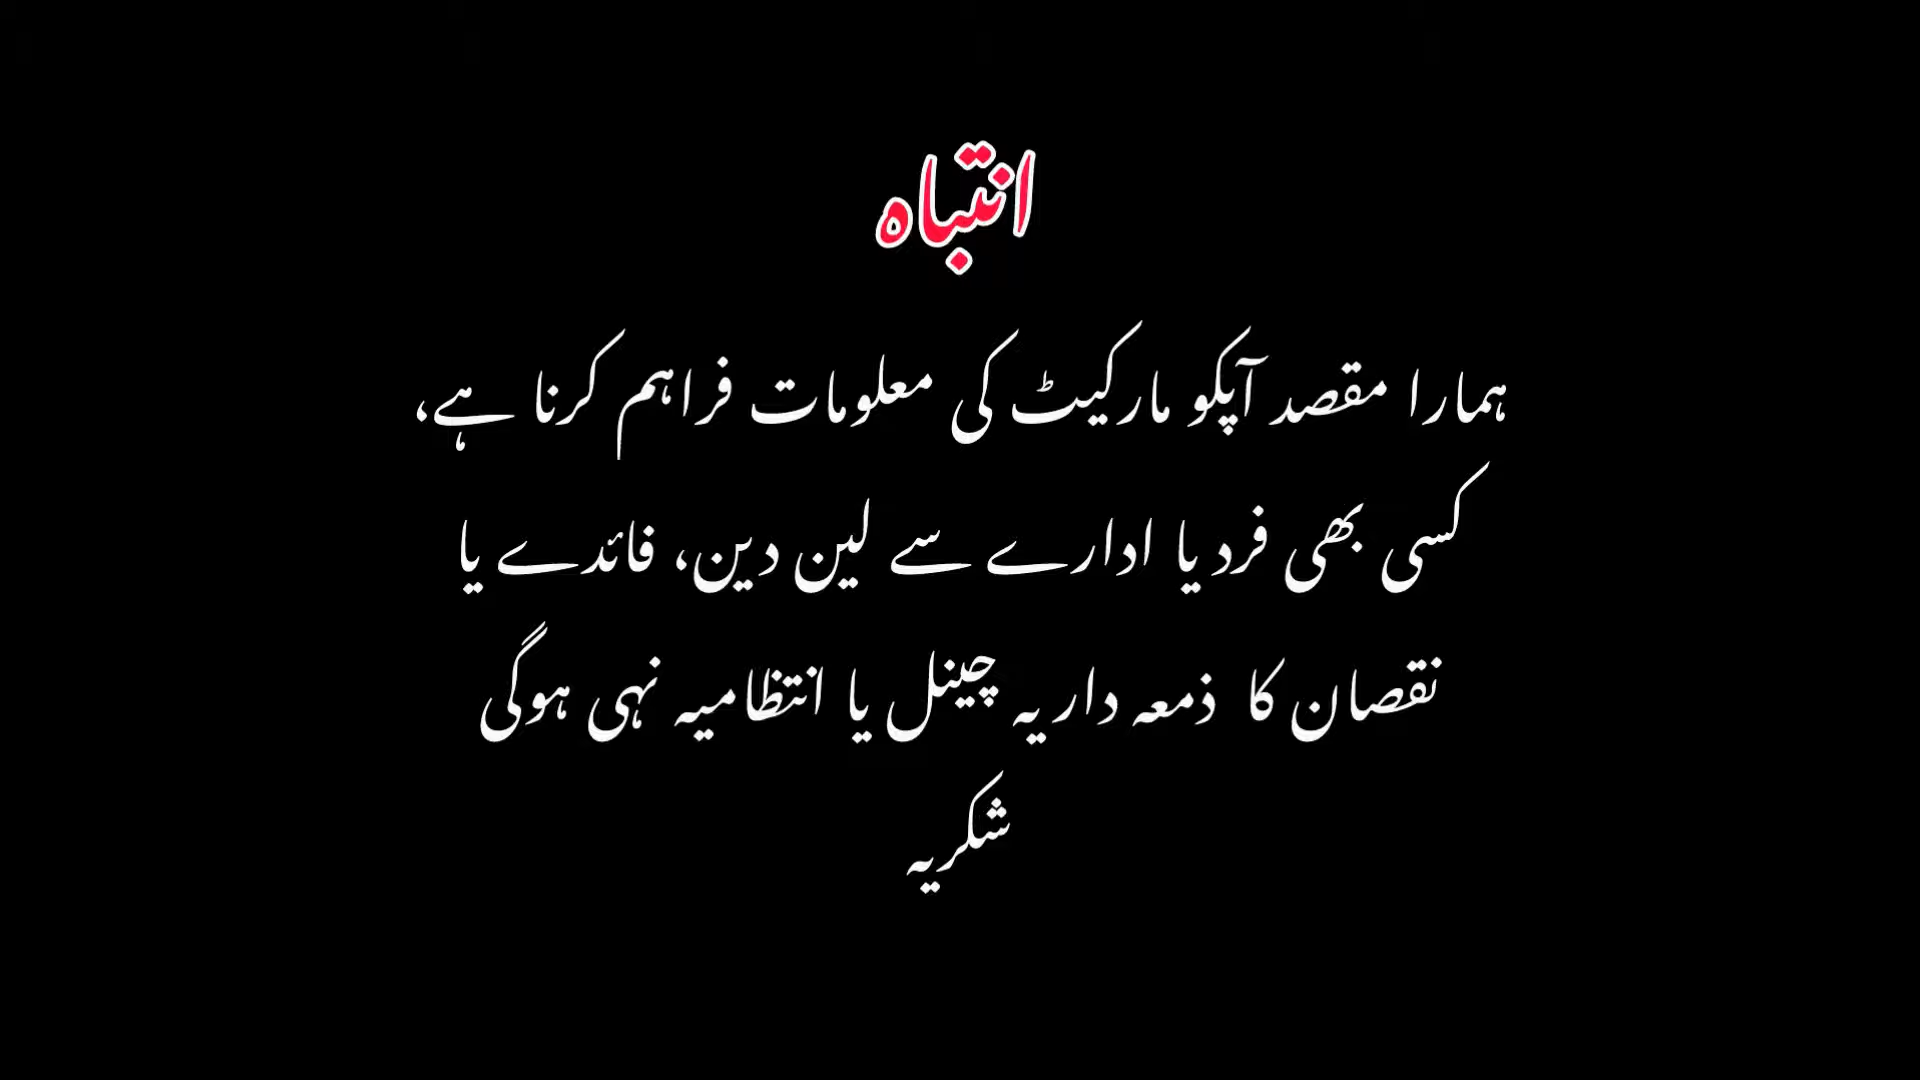 انتباہ
ہمارا مقصد آپکو مارکیٹ کی معلومات فراہم کرنا ہے،
کسی بھی فرد یا ادارے سے لین دین، فائدے یا
نقصان کا ذمعہ دار یہ چینل یا انتظامیہ نہی ہوگی
شکریہ